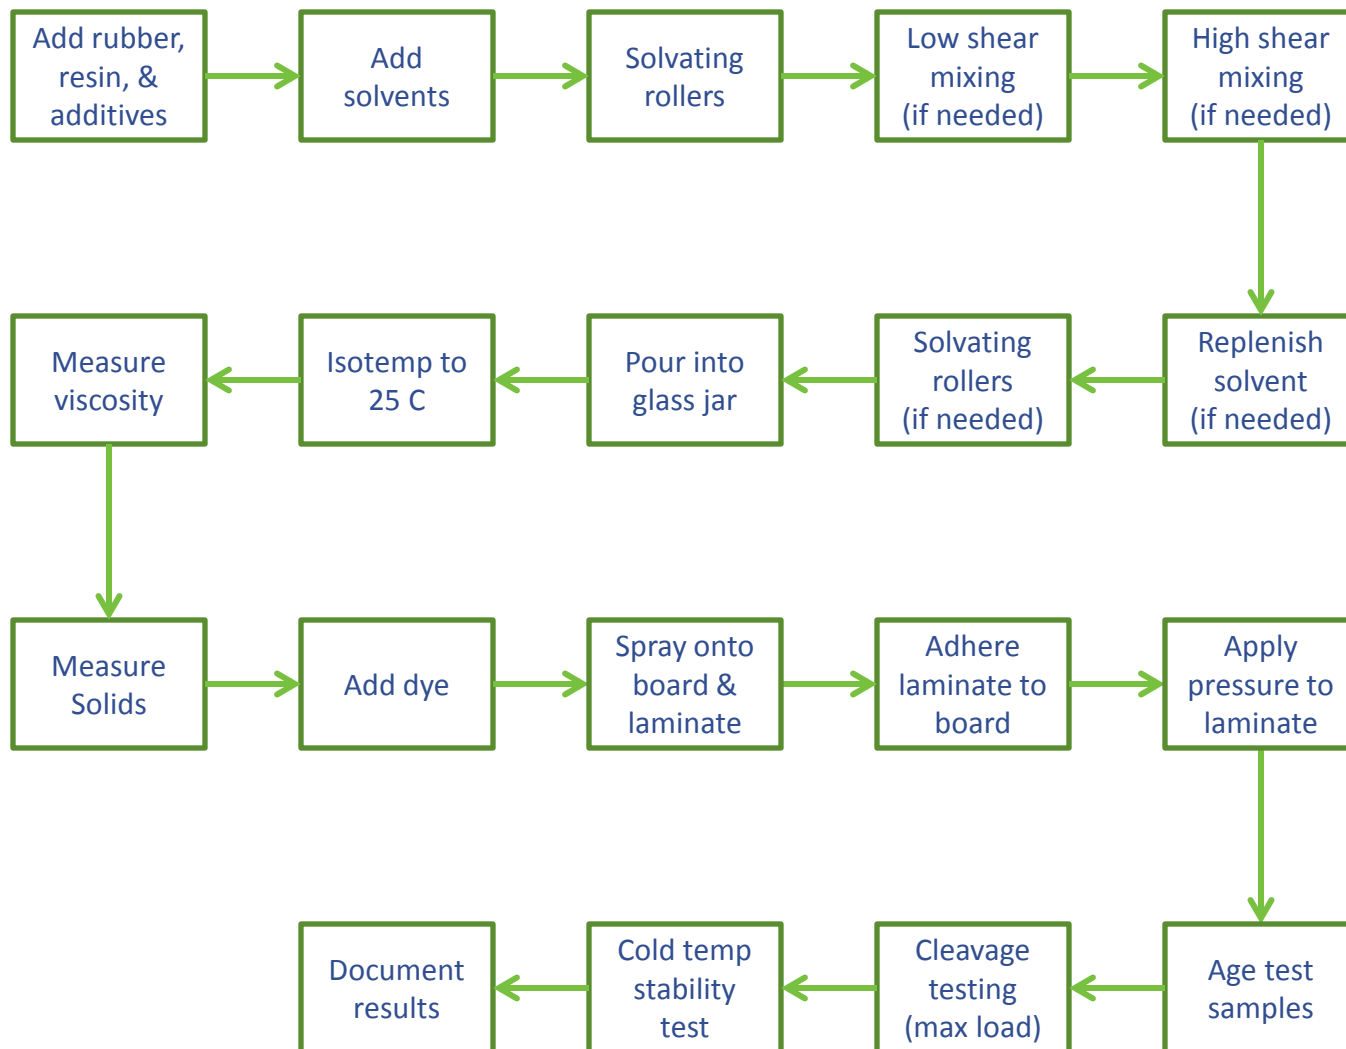 Add rubber,
resin, &
additives
Add
solvents
Solvating
rollers
Low shear
mixing
(if needed)
High shear
mixing
(if needed)
Replenish
solvent
(if needed)
Solvating
rollers
(if needed)
Pour into
glass jar
Isotemp to
25 C
Measure
viscosity
Measure
Solids
Add dye
Spray onto
board &
laminate
Adhere
laminate to
board
Apply
pressure to
laminate
Age test
samples
Cleavage
testing
(max load)
Cold temp
stability
test
Document
results